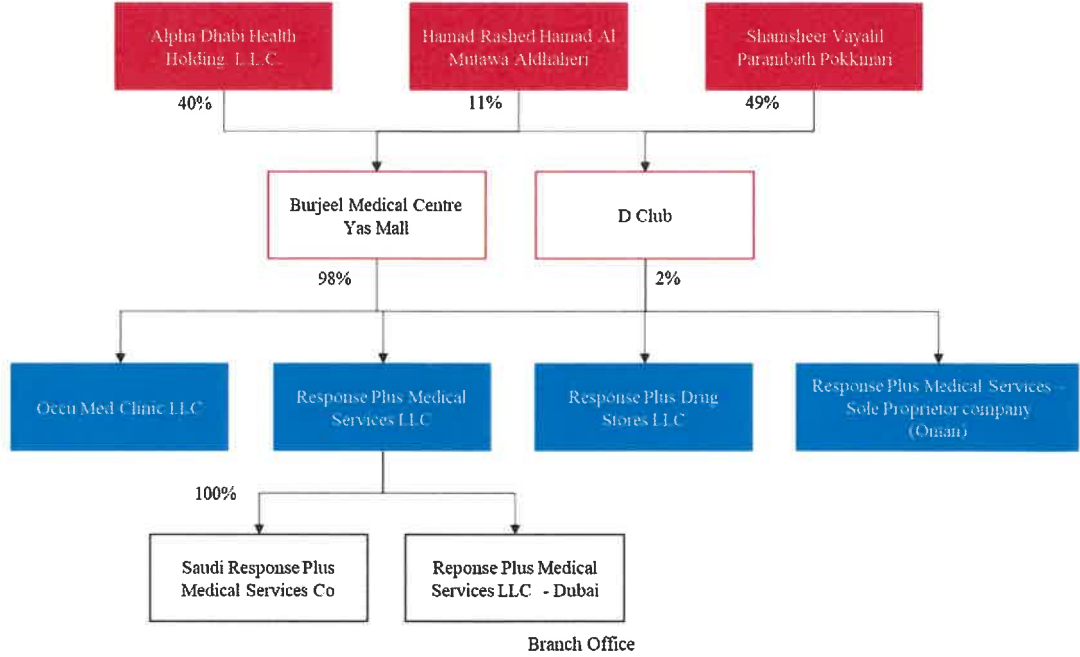 Alpha Dhabi Health
Holding L.L.C.
Hamad Rashed Hamad Al
Mutawa Aldhaheri
Shamsheer Vayalil
Parambath Pokkinari
40%
11%
49%
Burjeel Medical Centre
Yas Mall
D Club
98%
2%
Occu Med Clinic LLC
Response Plus Medical
Services LLC
Response Plus Drug
Stores LLC
Response Plus Medical Services –
Sole Proprietor company
(Oman)
100%
Saudi Response Plus
Medical Services Co
Reponse Plus Medical
Services LLC - Dubai
Branch Office